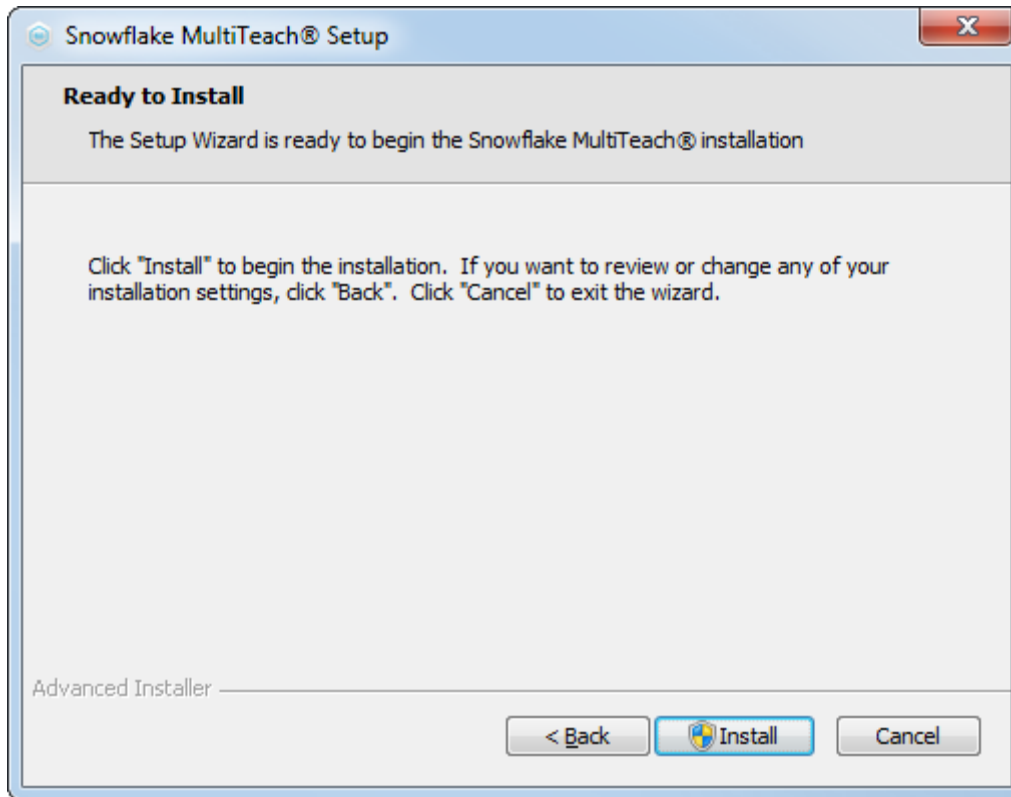 Snowflake MultiTeach® Setup
Ready to Install
The Setup Wizard is ready to begin the Snowflake MultiTeach® installation
Click "Install" to begin the installation.  If you want to review or change any of your
installation settings, click "Back".  Click "Cancel" to exit the wizard.
Advanced Installer
< Back
Install
Cancel